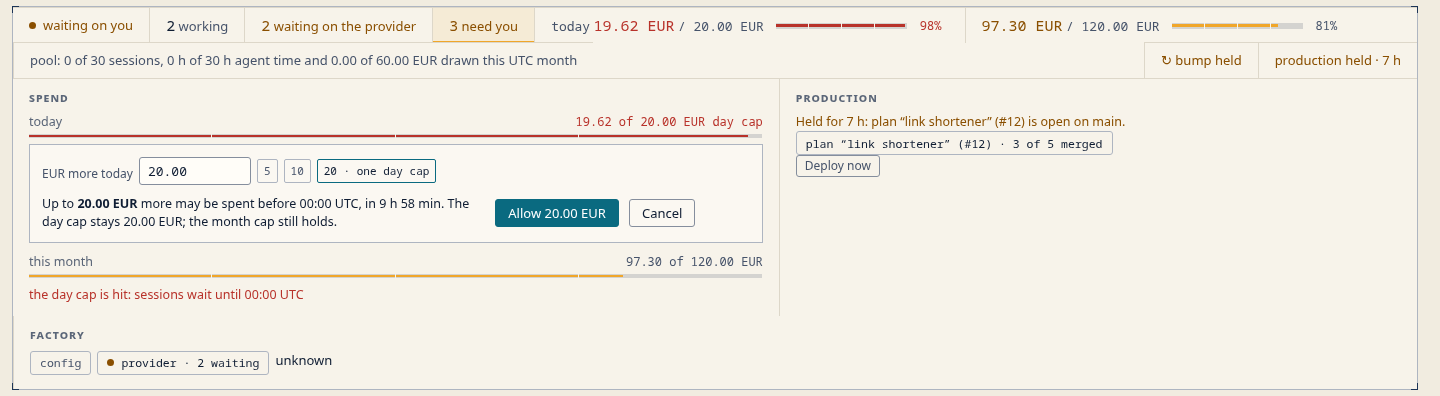 waiting on you
2 working
2 waiting on the provider
3 need you
today 19.62 EUR / 20.00 EUR 98%
97.30 EUR / 120.00 EUR 81%
pool: 0 of 30 sessions, 0 h of 30 h agent time and 0.00 of 60.00 EUR drawn this UTC month
↻ bump held
production held · 7 h
SPEND
today 19.62 of 20.00 EUR day cap
EUR more today 20.00 5 10 20 · one day cap
Up to 20.00 EUR more may be spent before 00:00 UTC, in 9 h 58 min. The
day cap stays 20.00 EUR; the month cap still holds.
Allow 20.00 EUR
Cancel
this month 97.30 of 120.00 EUR
the day cap is hit: sessions wait until 00:00 UTC
PRODUCTION
Held for 7 h: plan “link shortener” (#12) is open on main.
plan “link shortener” (#12) · 3 of 5 merged
Deploy now
FACTORY
config
provider · 2 waiting
unknown